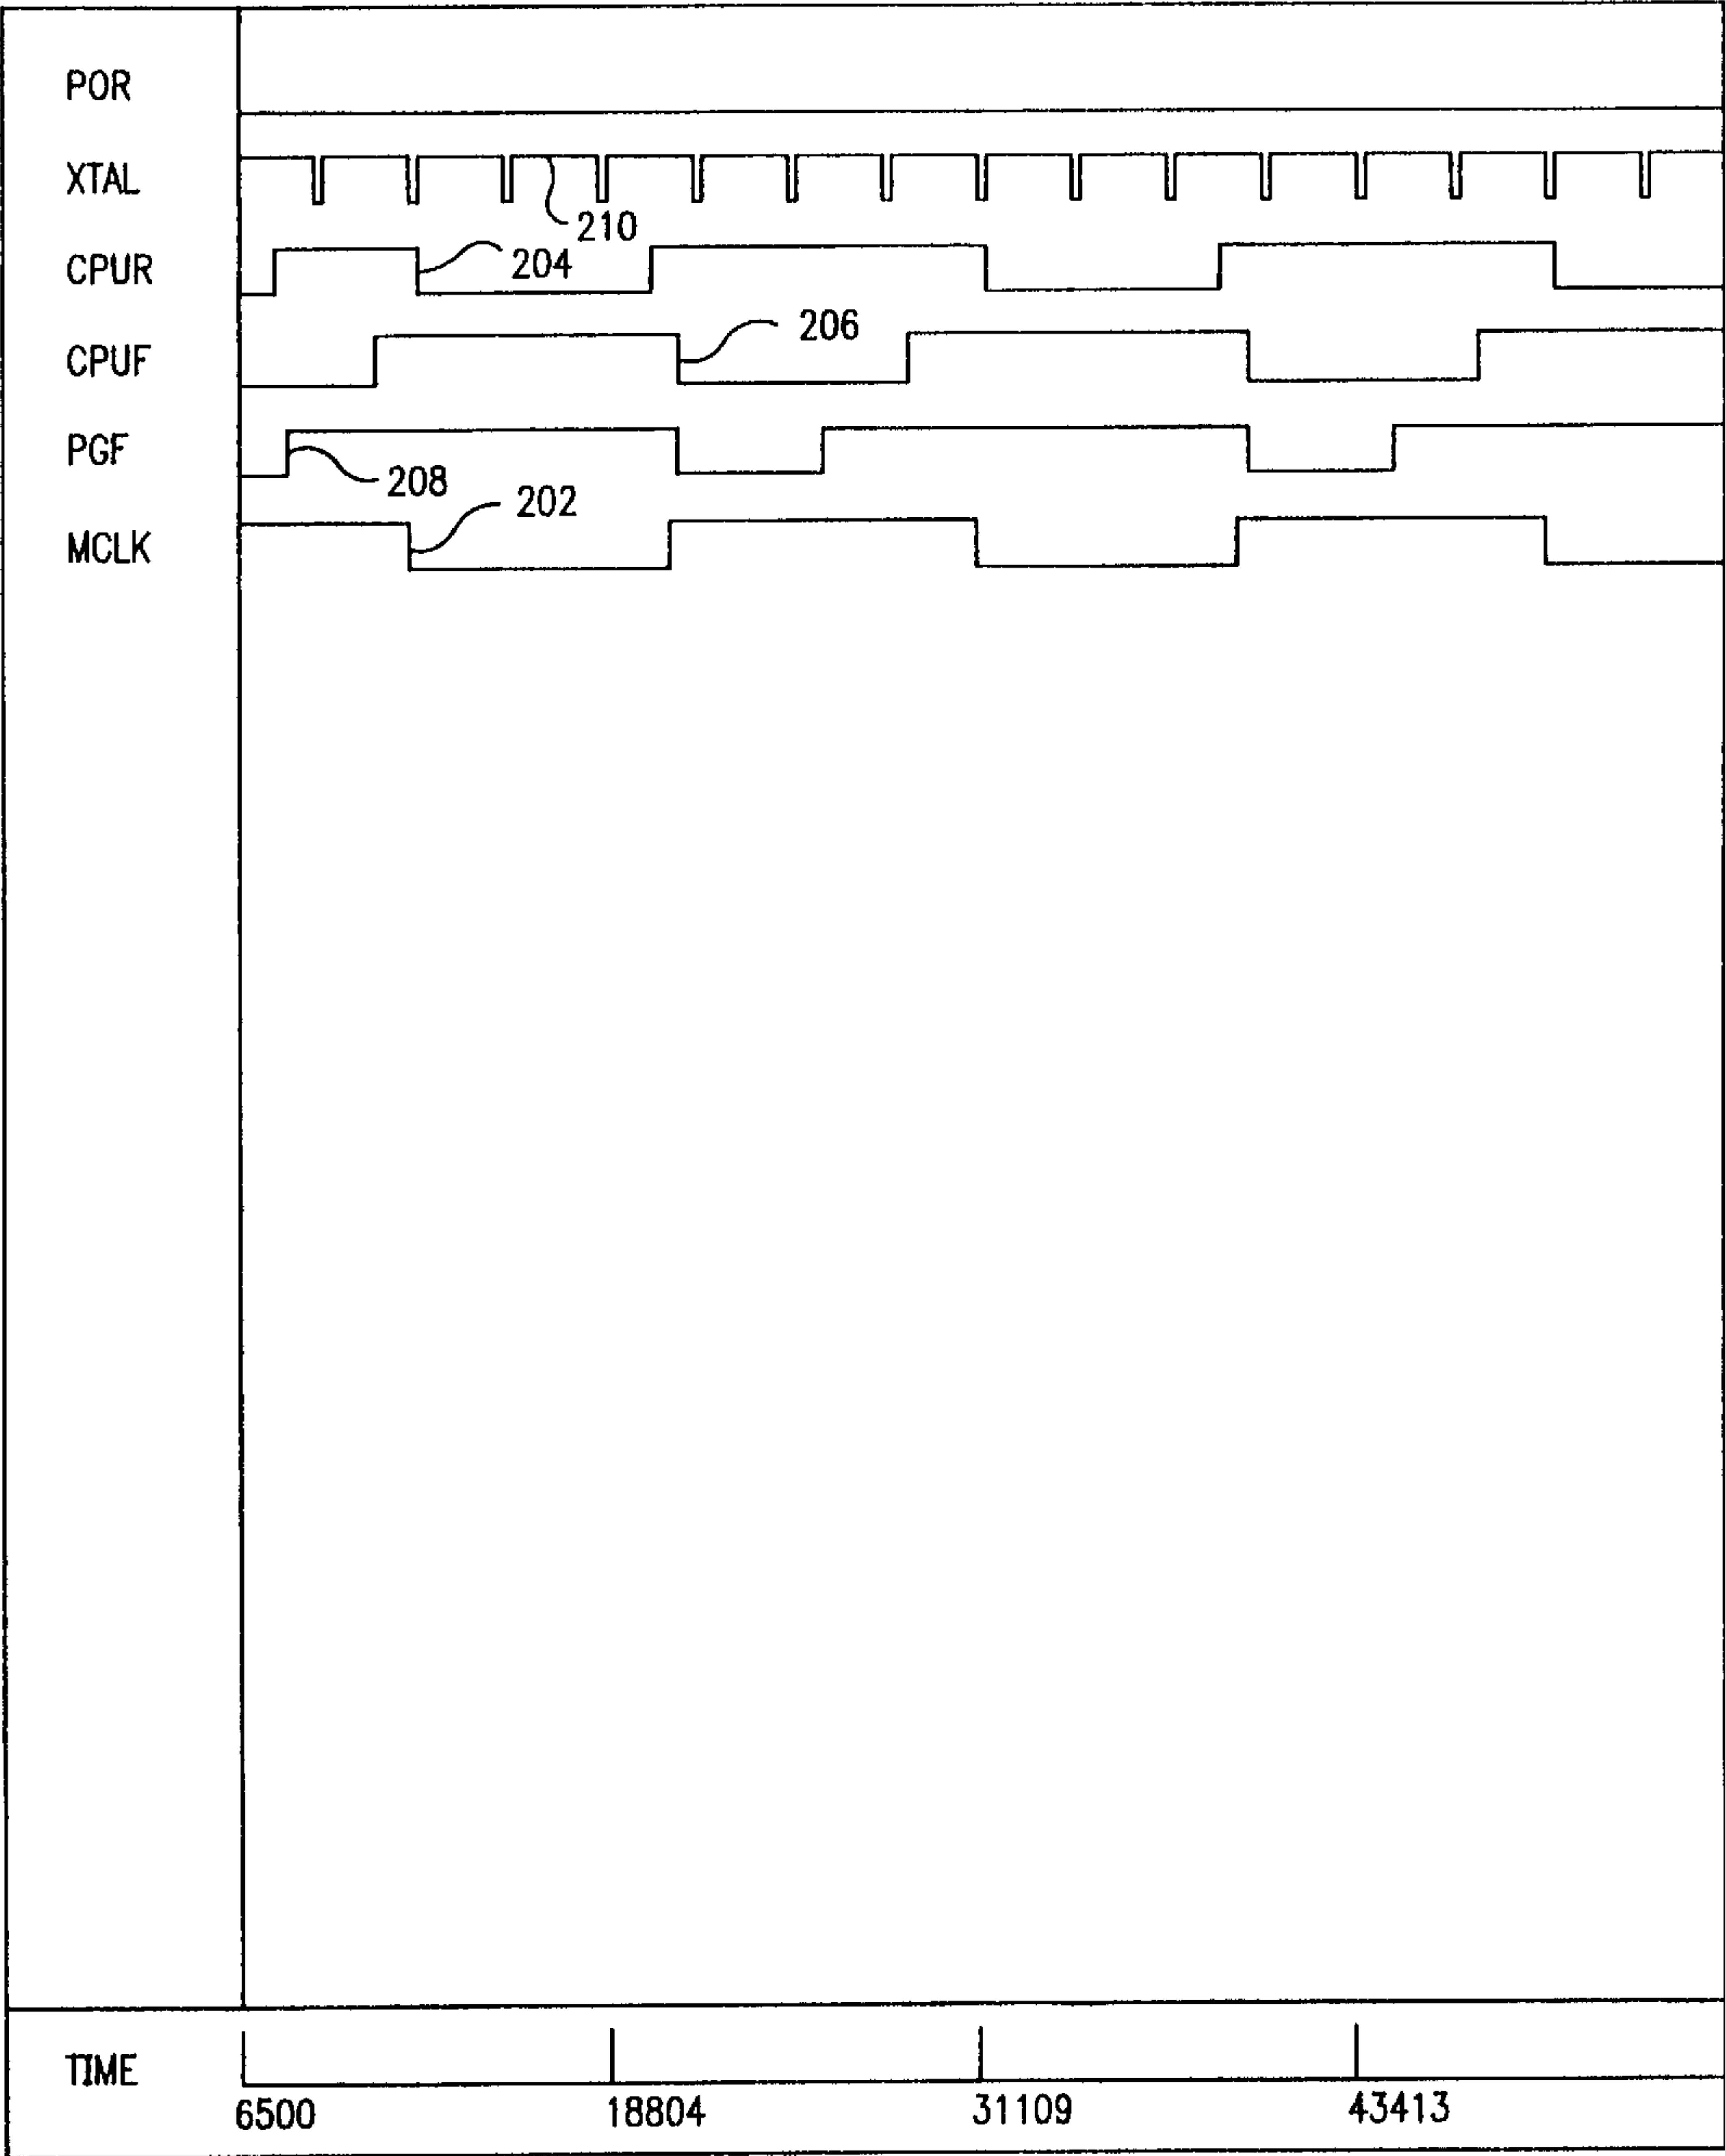 POR
XTAL
210
CPUR
204
CPUF
206
PGF
208
MCLK
202
TIME
6500 18804 31109 43413